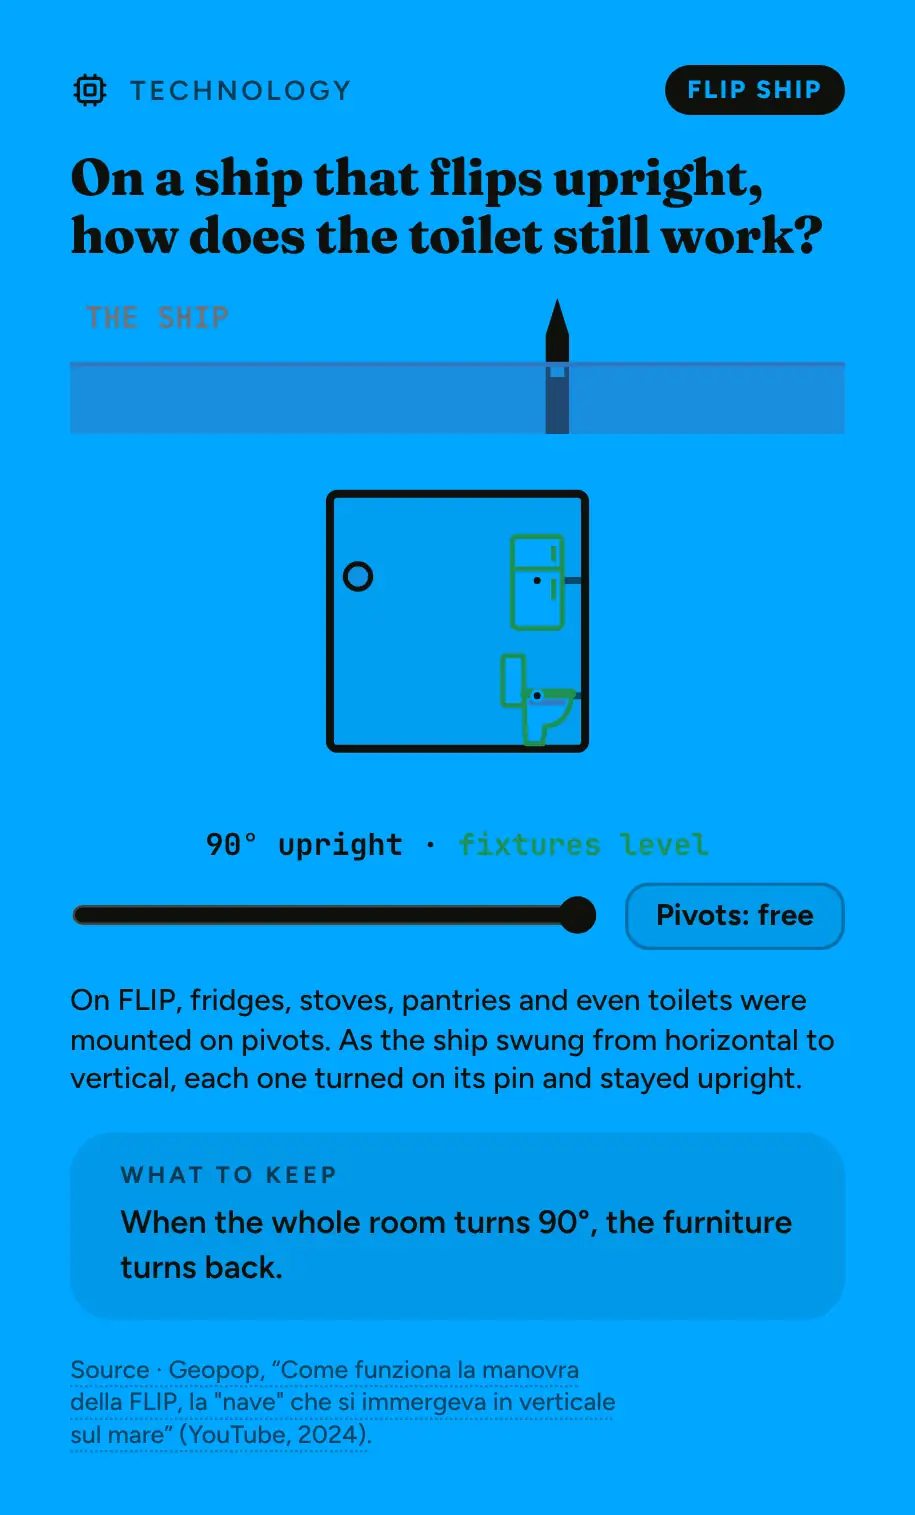 TECHNOLOGY
FLIP SHIP
On a ship that flips upright,
how does the toilet still work?
THE SHIP
90° upright · fixtures level
Pivots: free
On FLIP, fridges, stoves, pantries and even toilets were
mounted on pivots. As the ship swung from horizontal to
vertical, each one turned on its pin and stayed upright.
WHAT TO KEEP
When the whole room turns 90°, the furniture
turns back.
Source · Geopop, “Come funziona la manovra
della FLIP, la "nave" che si immergeva in verticale
sul mare” (YouTube, 2024).